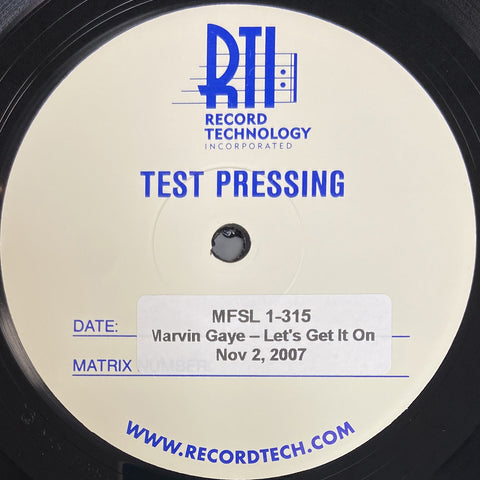 RTI
RECORD
TECHNOLOGY
INCORPORATED
TEST PRESSING
MFSL 1-315
DATE:
Marvin Gaye – Let's Get It On
Nov 2, 2007
MATRIX NUMBER:
WWW.RECORDTECH.COM